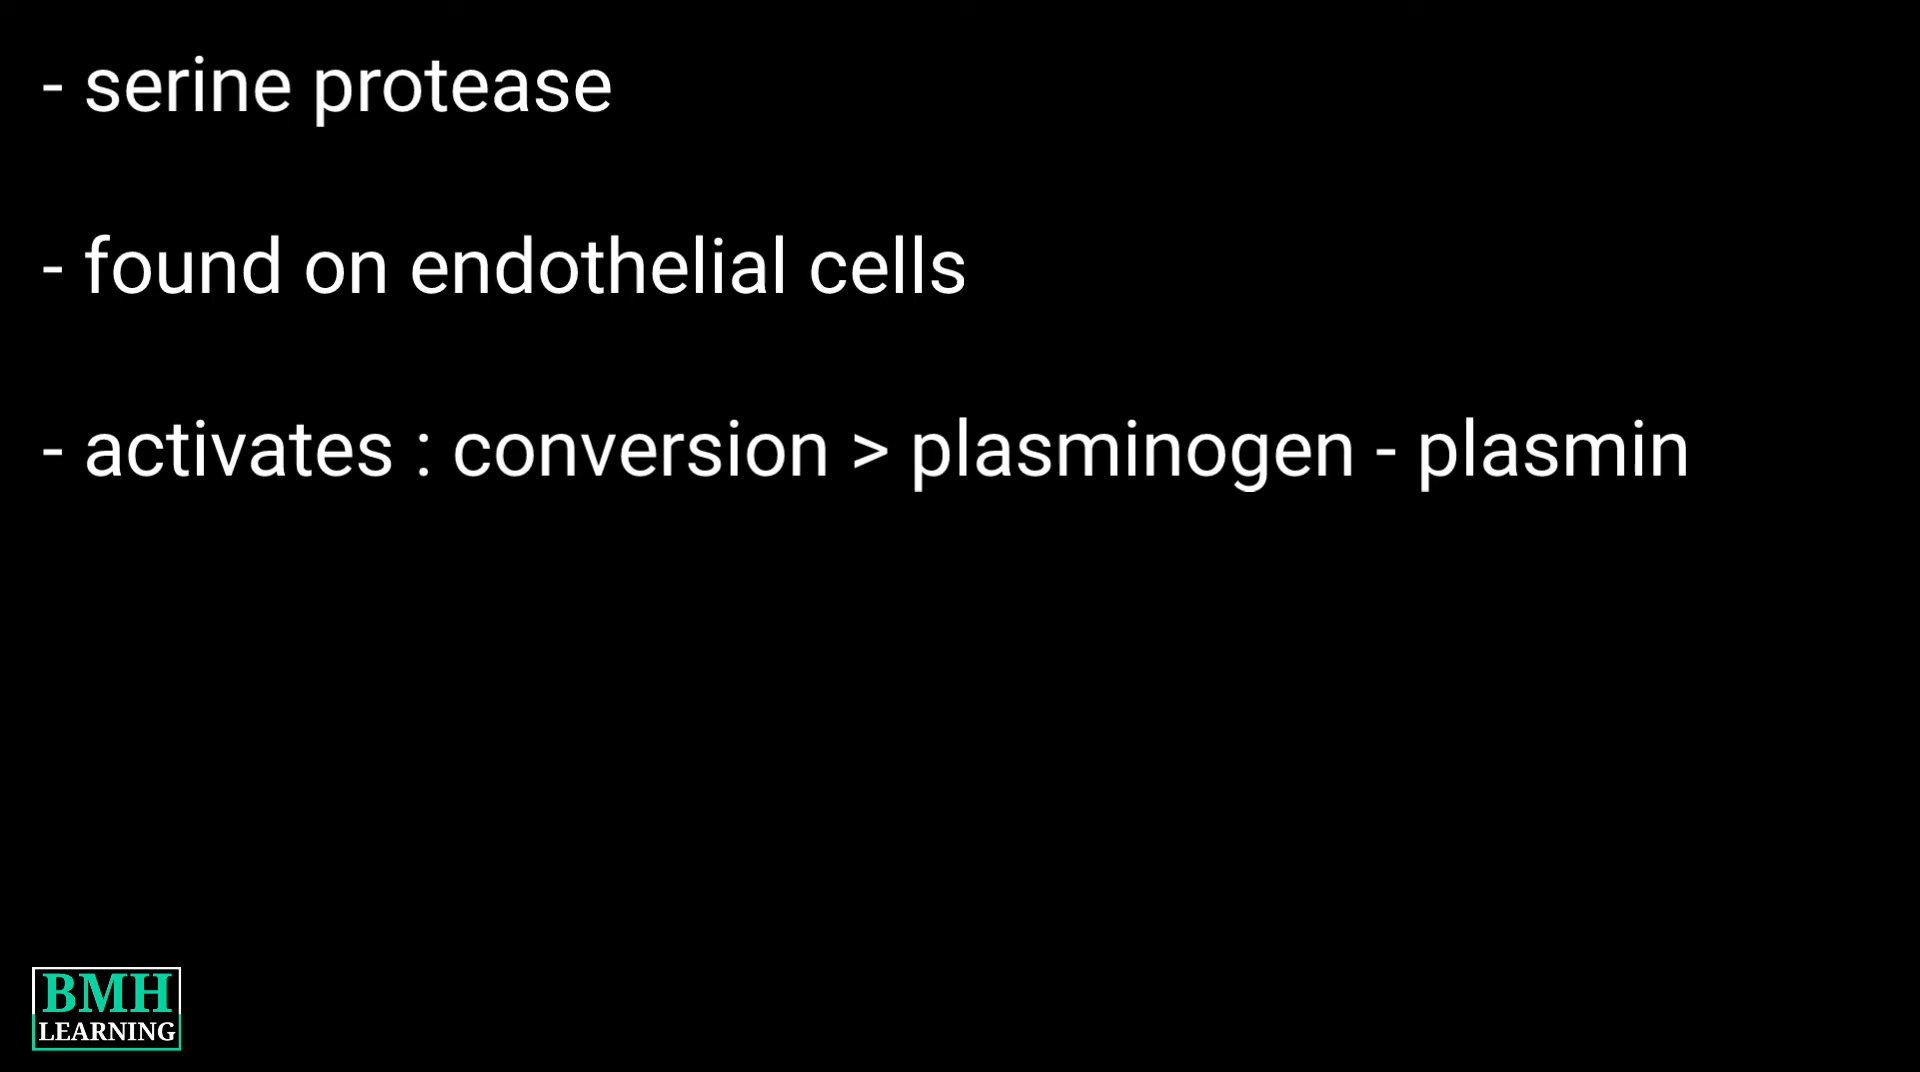 - serine protease
- found on endothelial cells
- activates : conversion > plasminogen - plasmin
BMH
LEARNING